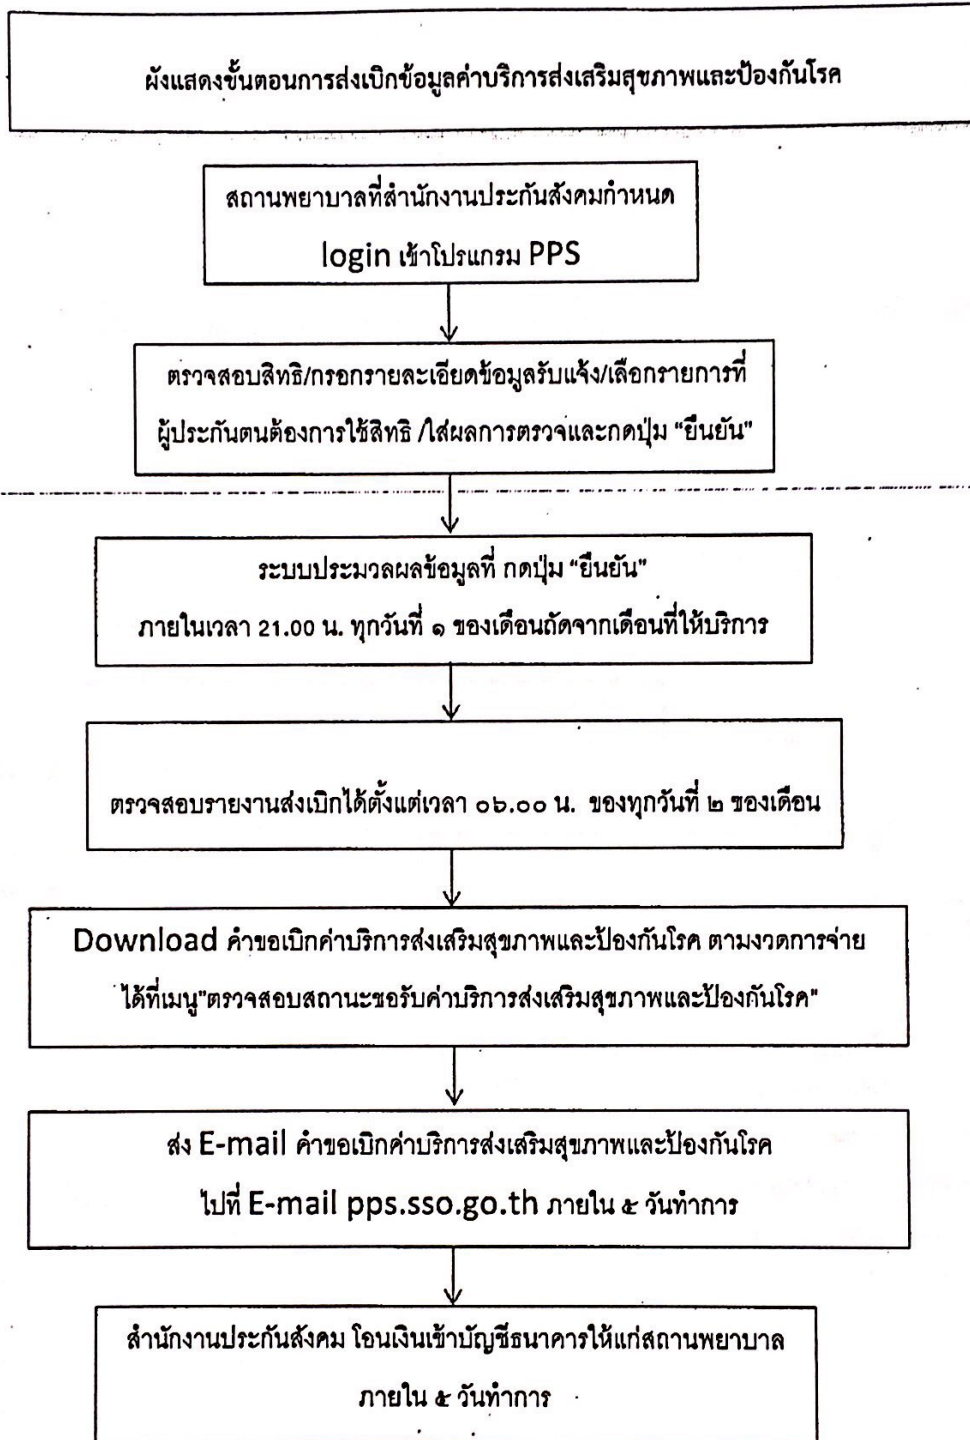 ผังแสดงขั้นตอนการส่งเบิกข้อมูลค่าบริการส่งเสริมสุขภาพและป้องกันโรค
สถานพยาบาลที่สำนักงานประกันสังคมกำหนด
login เข้าโปรแกรม PPS
ตรวจสอบสิทธิ/กรอกรายละเอียดข้อมูลรับแจ้ง/เลือกรายการที่
ผู้ประกันตนต้องการใช้สิทธิ /ใส่ผลการตรวจและกดปุ่ม “ยืนยัน”
ระบบประมวลผลข้อมูลที่ กดปุ่ม “ยืนยัน”
ภายในเวลา 21.00 น. ทุกวันที่ ๑ ของเดือนถัดจากเดือนที่ให้บริการ
ตรวจสอบรายงานส่งเบิกได้ตั้งแต่เวลา ๐๖.๐๐ น. ของทุกวันที่ ๒ ของเดือน
Download คำขอเบิกค่าบริการส่งเสริมสุขภาพและป้องกันโรค ตามงวดการจ่าย
ได้ที่เมนู"ตรวจสอบสถานะขอรับค่าบริการส่งเสริมสุขภาพและป้องกันโรค"
ส่ง E-mail คำขอเบิกค่าบริการส่งเสริมสุขภาพและป้องกันโรค
ไปที่ E-mail pps.sso.go.th ภายใน ๕ วันทำการ
สำนักงานประกันสังคม โอนเงินเข้าบัญชีธนาคารให้แก่สถานพยาบาล
ภายใน ๕ วันทำการ